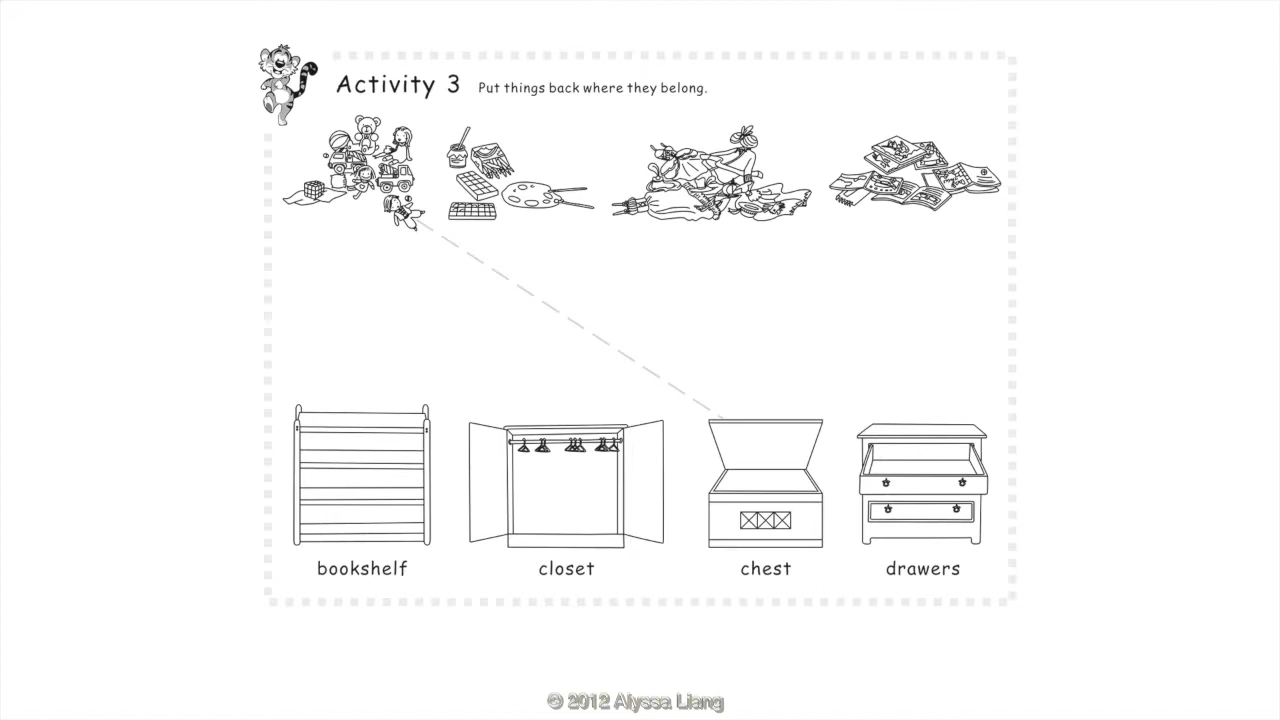 Activity 3 Put things back where they belong.
bookshelf closet chest drawers
© 2012 Alyssa Liang